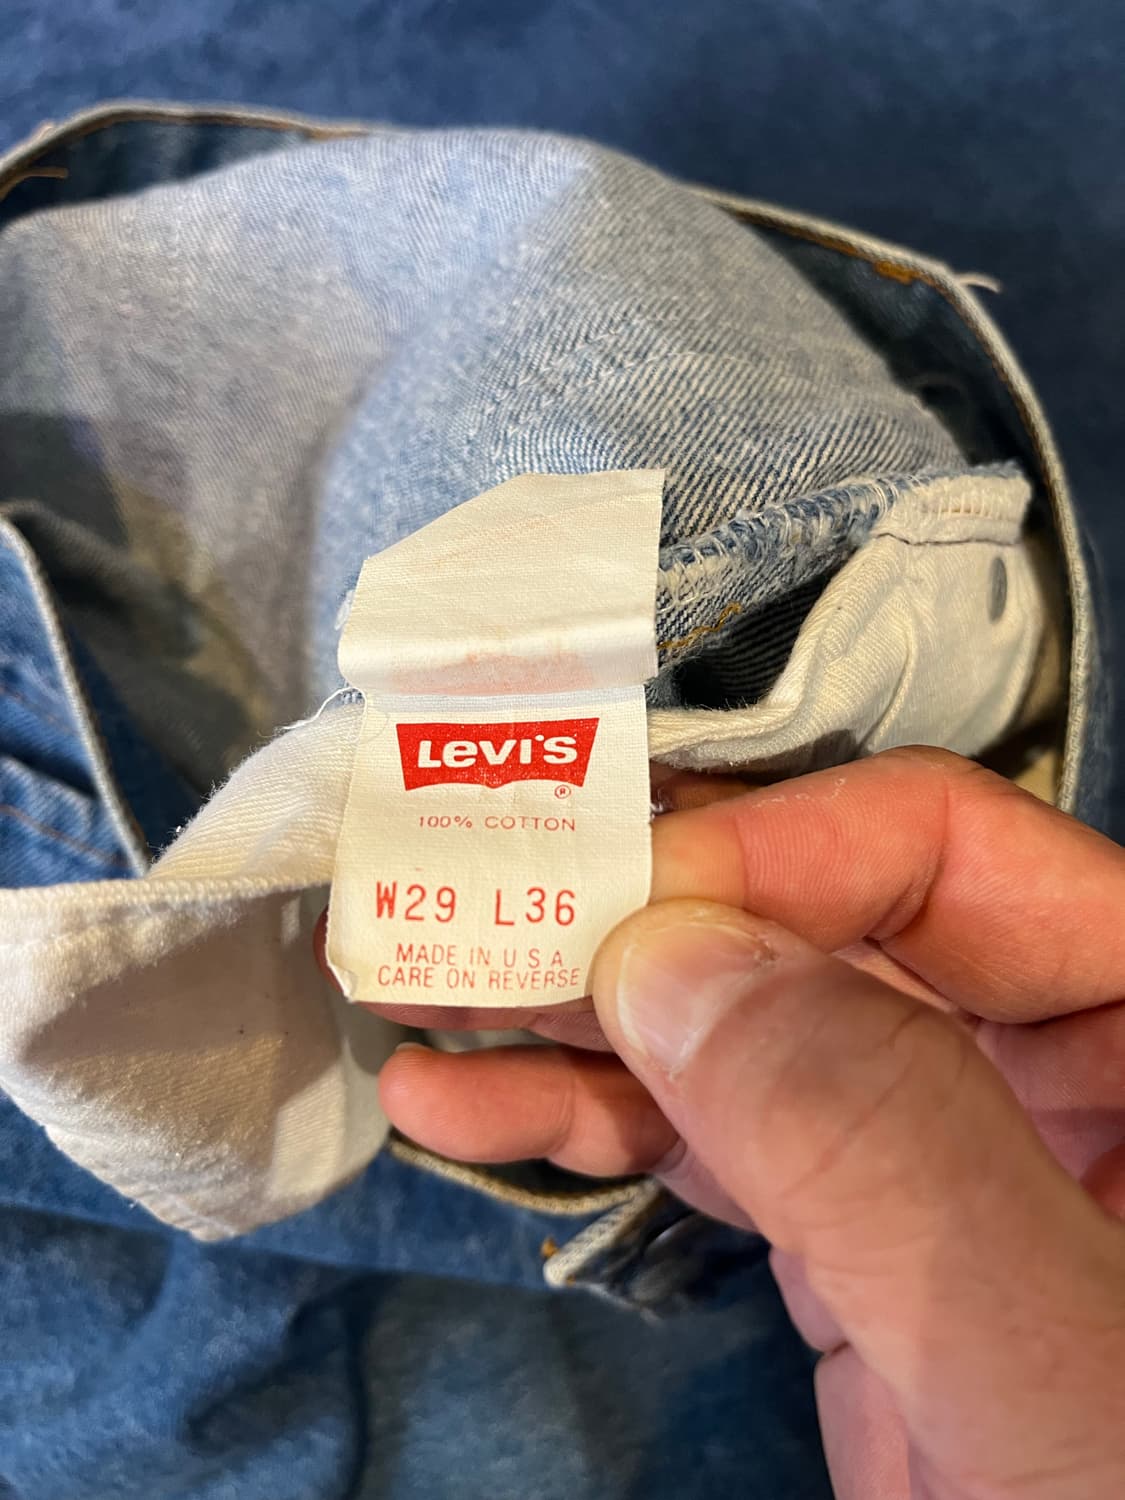 LEVI'S
®
100% COTTON
W29 L36
MADE IN U S A
CARE ON REVERSE